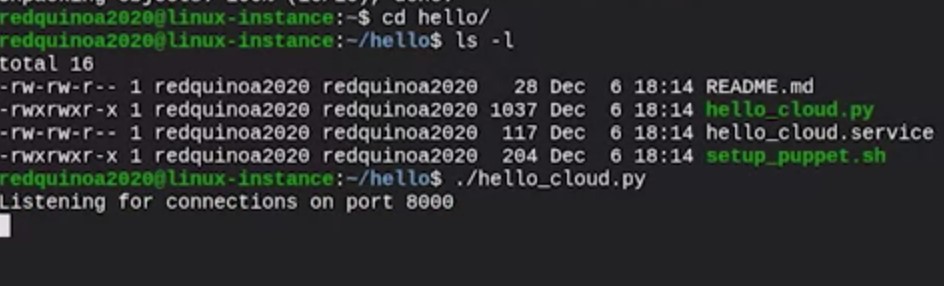 redquinoa2020@linux-instance:~$ cd hello/
redquinoa2020@linux-instance:~/hello$ ls -l
total 16
-rw-rw-r-- 1 redquinoa2020 redquinoa2020   28 Dec  6 18:14 README.md
-rwxrwxr-x 1 redquinoa2020 redquinoa2020 1037 Dec  6 18:14 hello_cloud.py
-rw-rw-r-- 1 redquinoa2020 redquinoa2020  117 Dec  6 18:14 hello_cloud.service
-rwxrwxr-x 1 redquinoa2020 redquinoa2020  204 Dec  6 18:14 setup_puppet.sh
redquinoa2020@linux-instance:~/hello$ ./hello_cloud.py
Listening for connections on port 8000